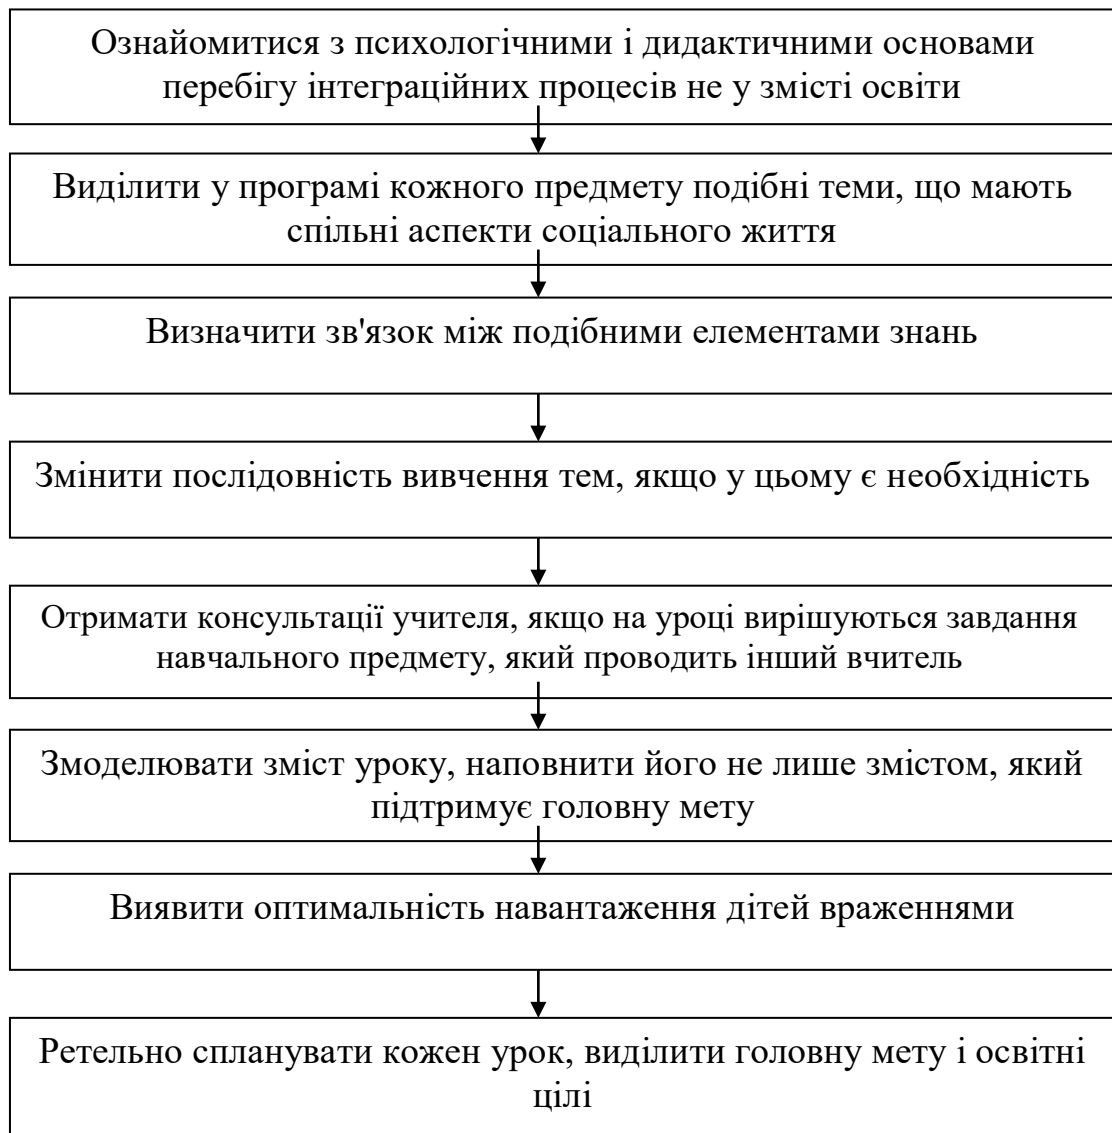 Ознайомитися з психологічними і дидактичними основами
перебігу інтеграційних процесів не у змісті освіти
Виділити у програмі кожного предмету подібні теми, що мають
спільні аспекти соціального життя
Визначити зв'язок між подібними елементами знань
Змінити послідовність вивчення тем, якщо у цьому є необхідність
Отримати консультації учителя, якщо на уроці вирішуються завдання
навчального предмету, який проводить інший вчитель
Змоделювати зміст уроку, наповнити його не лише змістом, який
підтримує головну мету
Виявити оптимальність навантаження дітей враженнями
Ретельно спланувати кожен урок, виділити головну мету і освітні
цілі